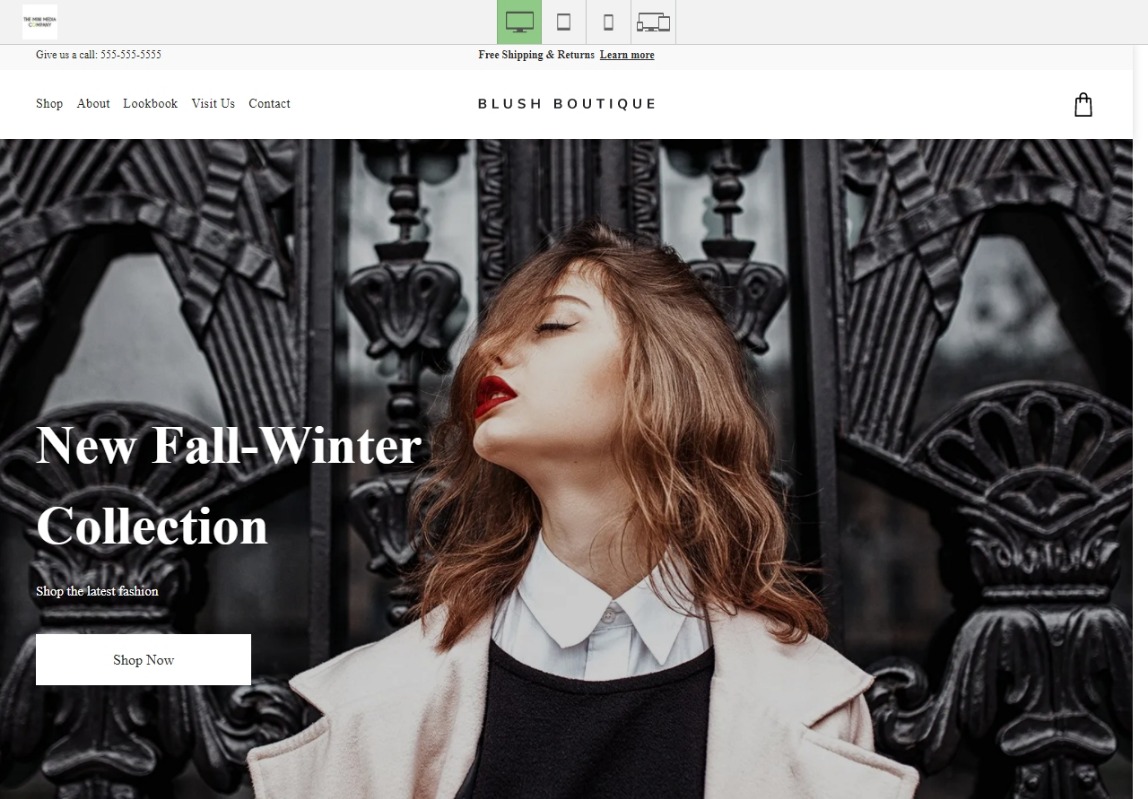 THE MINI MEDIA
COMPANY
Give us a call: 555-555-5555
Free Shipping & Returns Learn more
Shop About Lookbook Visit Us Contact
BLUSH BOUTIQUE
New Fall-Winter
Collection
Shop the latest fashion
Shop Now